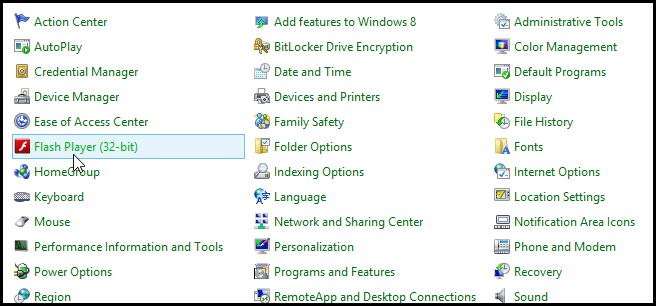 Action Center
Add features to Windows 8
Administrative Tools
AutoPlay
BitLocker Drive Encryption
Color Management
Credential Manager
Date and Time
Default Programs
Device Manager
Devices and Printers
Display
Ease of Access Center
Family Safety
File History
Flash Player (32-bit)
Folder Options
Fonts
HomeGroup
Indexing Options
Internet Options
Keyboard
Language
Location Settings
Mouse
Network and Sharing Center
Notification Area Icons
Performance Information and Tools
Personalization
Phone and Modem
Power Options
Programs and Features
Recovery
Region
RemoteApp and Desktop Connections
Sound